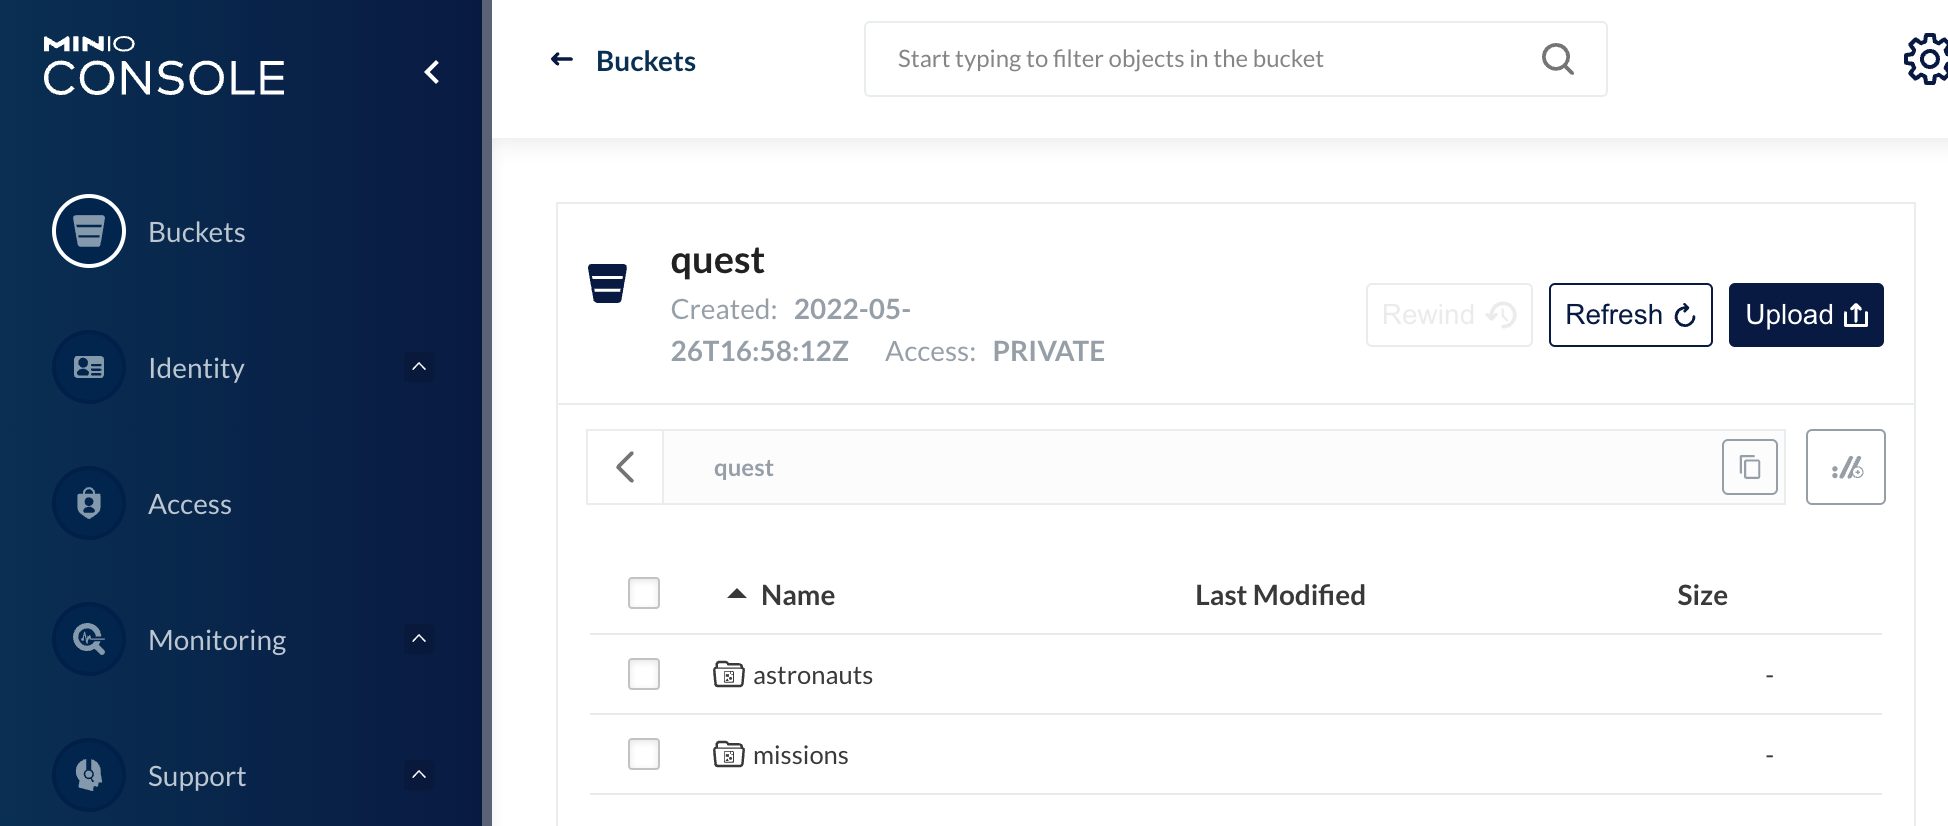 MINIO
CONSOLE
Buckets
Identity
Access
Monitoring
Support
Buckets
Start typing to filter objects in the bucket
quest
Created: 2022-05-
26T16:58:12Z Access: PRIVATE
Rewind
Refresh
Upload
quest
Name Last Modified Size
astronauts -
missions -